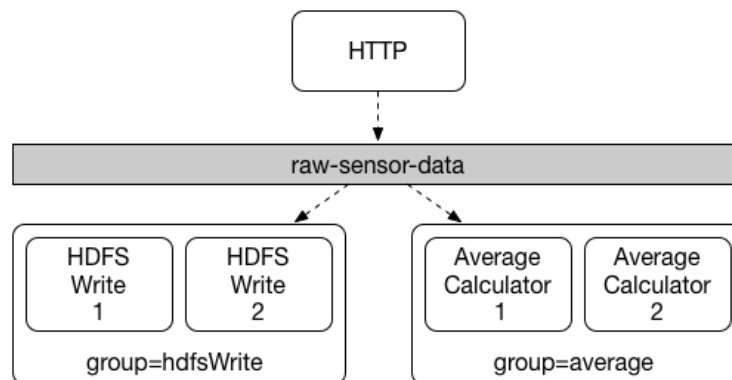 HTTP
raw-sensor-data
HDFS
Write
1
HDFS
Write
2
group=hdfsWrite
Average
Calculator
1
Average
Calculator
2
group=average